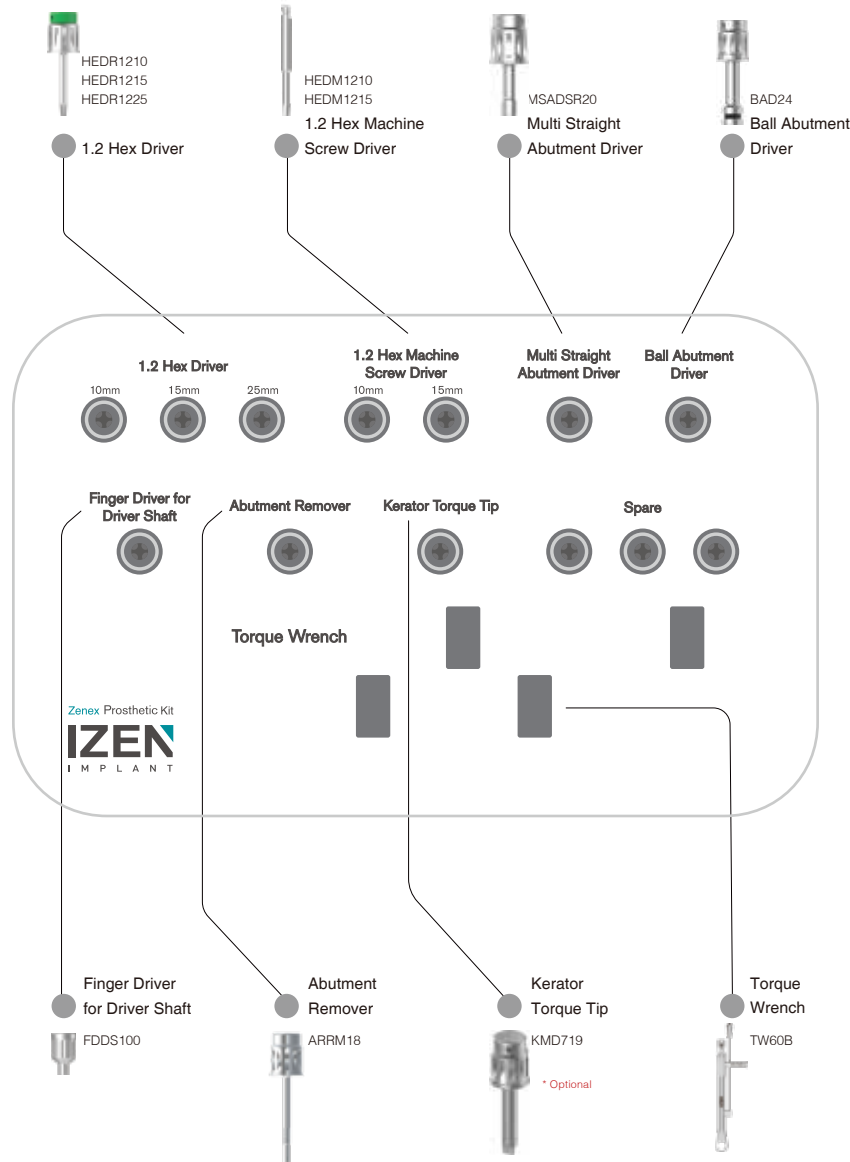 HEDR1210
HEDR1215
HEDR1225
1.2 Hex Driver
HEDM1210
HEDM1215
1.2 Hex Machine
Screw Driver
MSADSR20
Multi Straight
Abutment Driver
BAD24
Ball Abutment
Driver
1.2 Hex Driver
10mm
15mm
25mm
1.2 Hex Machine
Screw Driver
10mm
15mm
Multi Straight
Abutment Driver
Ball Abutment
Driver
Finger Driver for
Driver Shaft
Abutment Remover
Kerator Torque Tip
Spare
Torque Wrench
Zenex Prosthetic Kit
IZEN
IMPLANT
Finger Driver
for Driver Shaft
FDDS100
Abutment
Remover
ARRM18
Kerator
Torque Tip
KMD719
* Optional
Torque
Wrench
TW60B